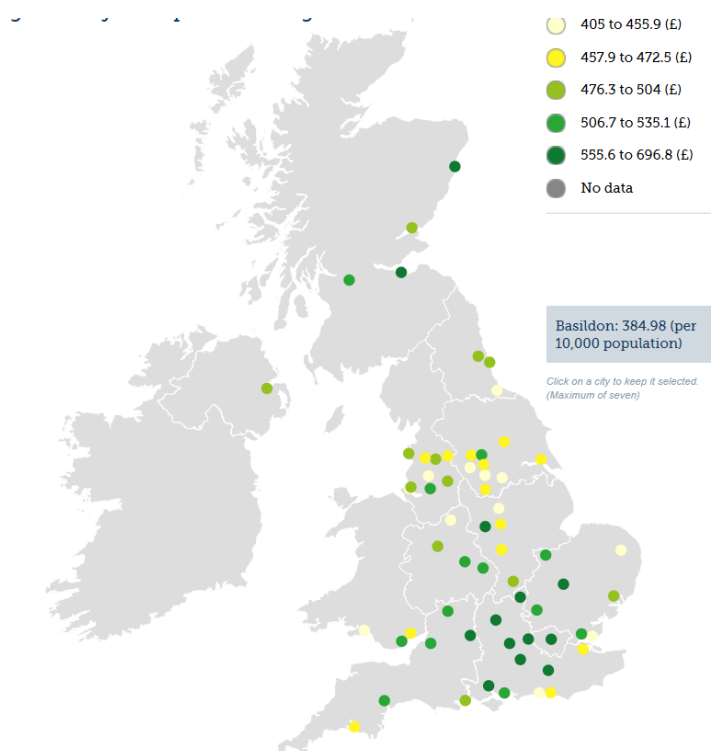 405 to 455.9 (£)
457.9 to 472.5 (£)
476.3 to 504 (£)
506.7 to 535.1 (£)
555.6 to 696.8 (£)
No data
Basildon: 384.98 (per
10,000 population)
Click on a city to keep it selected.
(Maximum of seven)